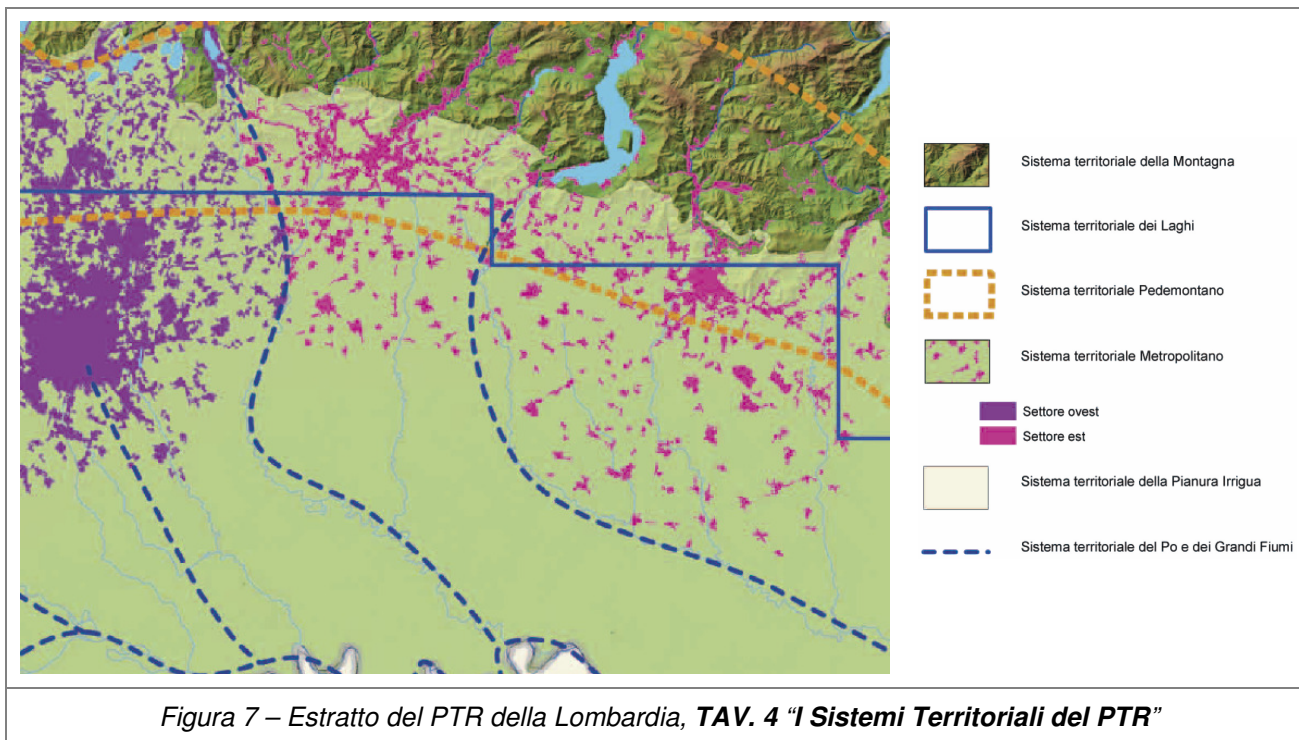 Sistema territoriale della Montagna
Sistema territoriale dei Laghi
Sistema territoriale Pedemontano
Sistema territoriale Metropolitano
Settore ovest
Settore est
Sistema territoriale della Pianura Irrigua
Sistema territoriale del Po e dei Grandi Fiumi
Figura 7 – Estratto del PTR della Lombardia, TAV. 4 “I Sistemi Territoriali del PTR”